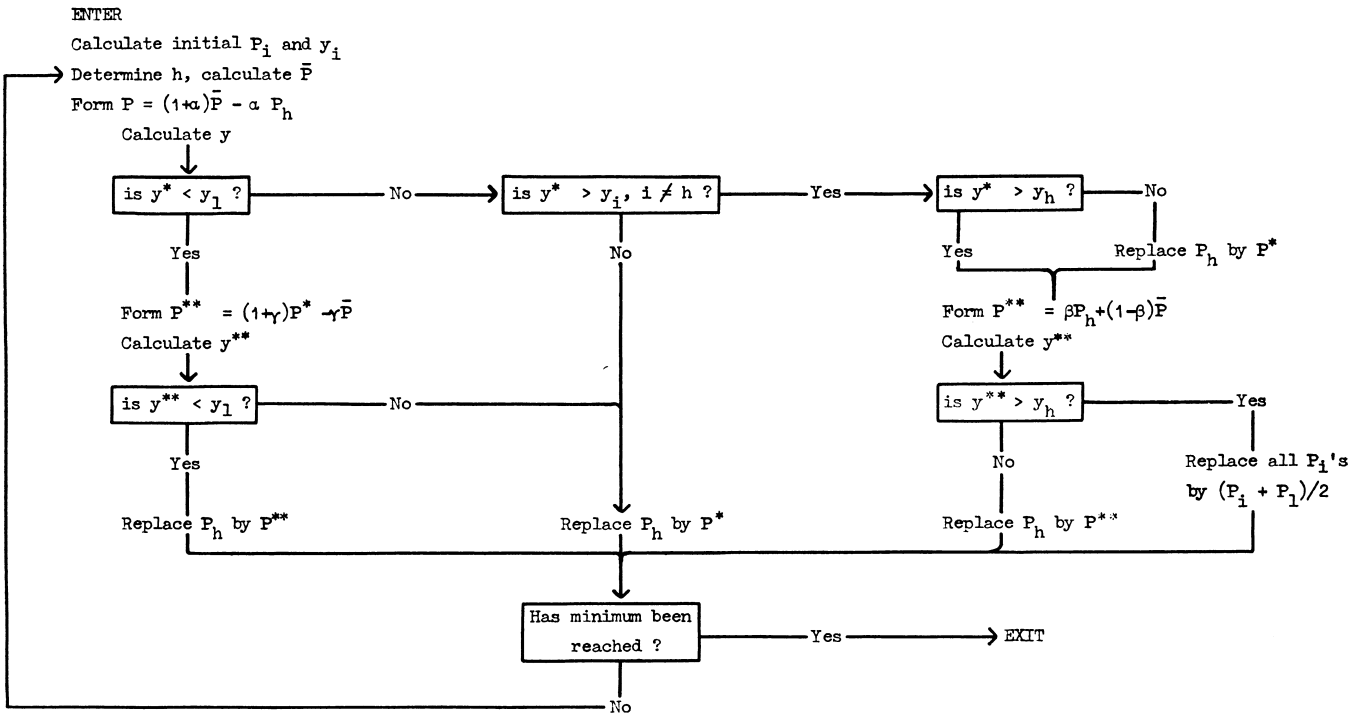 ENTER
Calculate initial P_i and y_i
Determine h, calculate P̄
Form P = (1+α)P̄ - α P_h
Calculate y
is y* < y_l ?
No
is y* > y_i, i ≠ h ?
Yes
is y* > y_h ?
No
Yes
No
Yes
Replace P_h by P*
Form P** = (1+γ)P* -γP̄
Form P** = βP_h+(1-β)P̄
Calculate y**
Calculate y**
is y** < y_l ?
No
is y** > y_h ?
Yes
Yes
No
Replace all P_i's
by (P_i + P_l)/2
Replace P_h by P**
Replace P_h by P*
Replace P_h by P**
Has minimum been
reached ?
Yes
EXIT
No